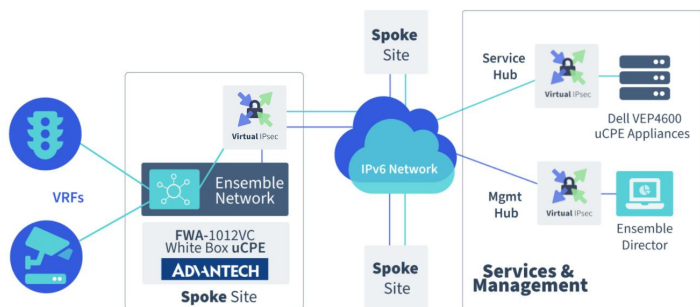 Spoke
Site
Service
Hub
Virtual IPsec
Dell VEP4600
uCPE Appliances
Virtual IPsec
IPv6 Network
VRFs
Ensemble
Network
Mgmt
Hub
Virtual IPsec
Ensemble
Director
FWA-1012VC
White Box uCPE
ADVANTECH
Spoke Site
Spoke
Site
Services &
Management